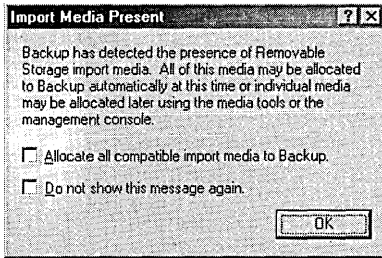 Import Media Present
Backup has detected the presence of Removable
Storage import media. All of this media may be allocated
to Backup automatically at this time or individual media
may be allocated later using the media tools or the
management console.
Allocate all compatible import media to Backup.
Do not show this message again.
OK